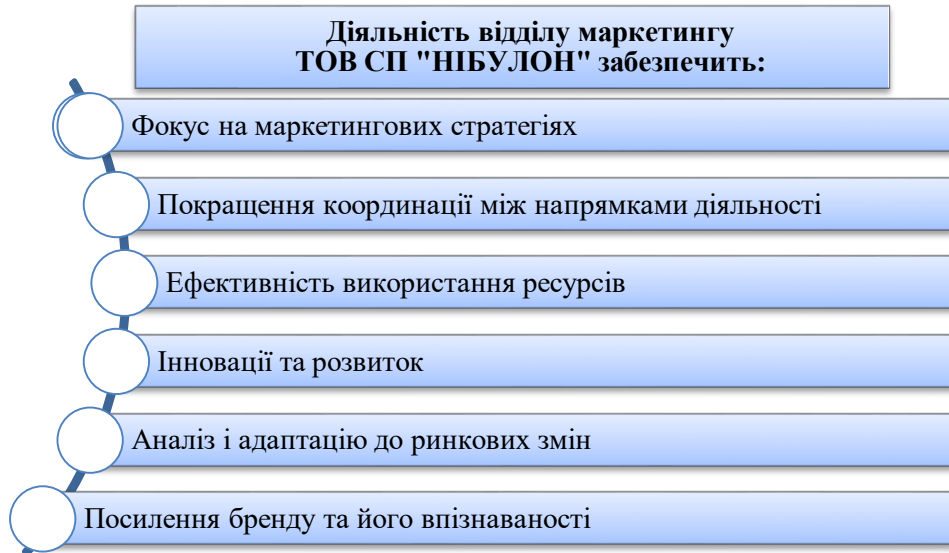 Діяльність відділу маркетингу
ТОВ СП "НІБУЛОН" забезпечить:
Фокус на маркетингових стратегіях
Покращення координації між напрямками діяльності
Ефективність використання ресурсів
Інновації та розвиток
Аналіз і адаптацію до ринкових змін
Посилення бренду та його впізнаваності